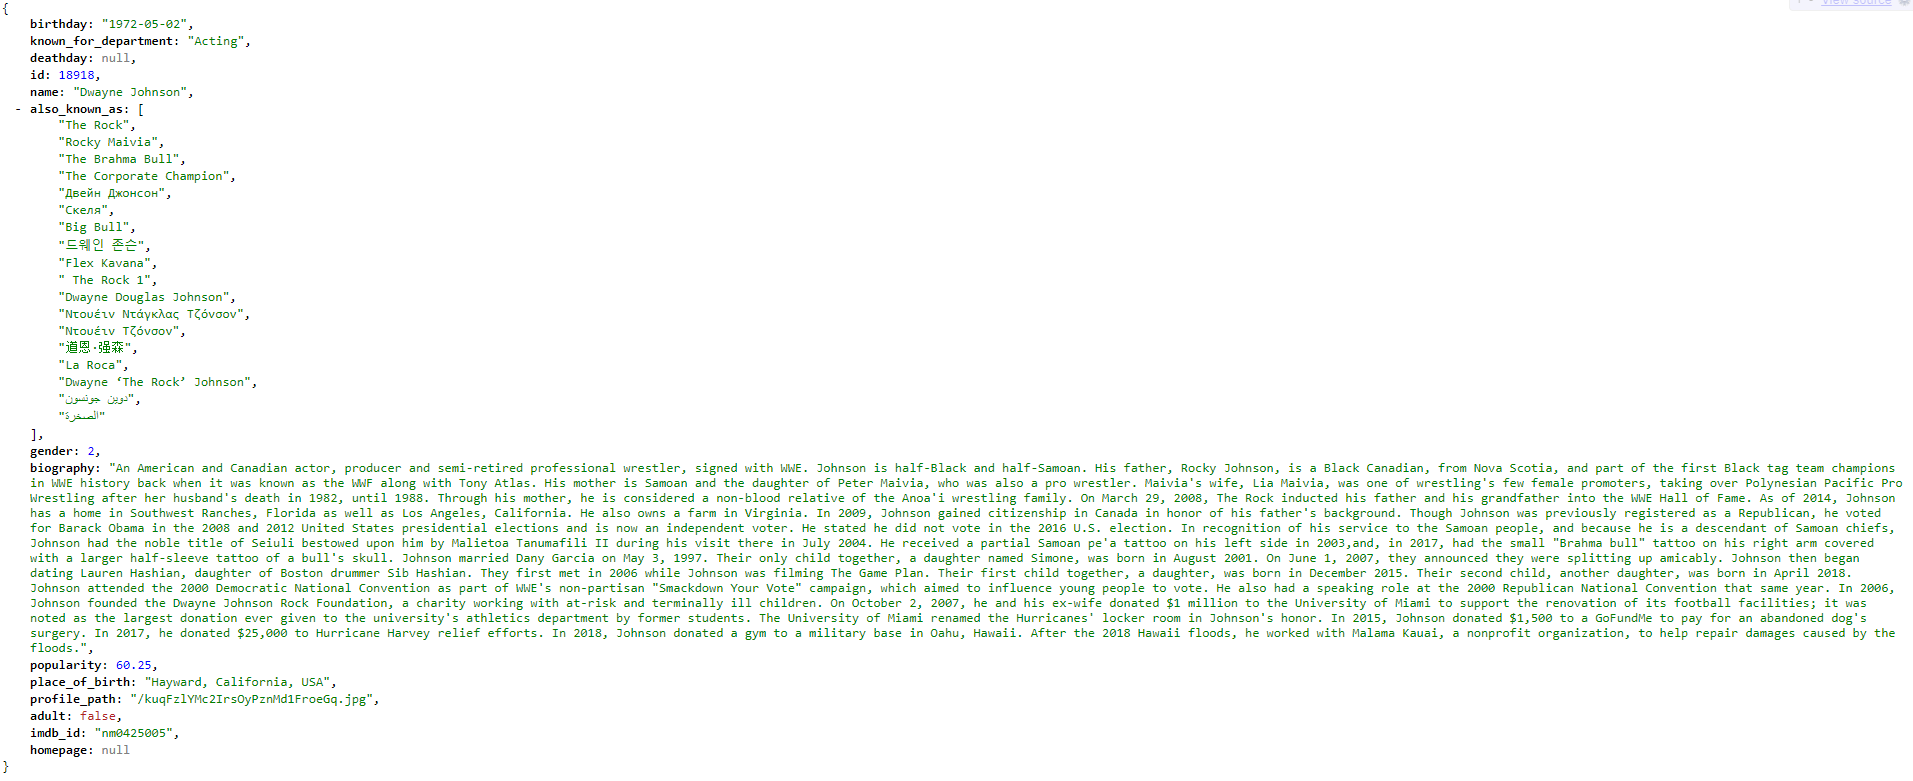 View source
{
birthday: "1972-05-02",
known_for_department: "Acting",
deathday: null,
id: 18918,
name: "Dwayne Johnson",
- also_known_as: [
"The Rock",
"Rocky Maivia",
"The Brahma Bull",
"The Corporate Champion",
"Двейн Джонсон",
"Скеля",
"Big Bull",
"드웨인 존슨",
"Flex Kavana",
" The Rock 1",
"Dwayne Douglas Johnson",
"Ντουέιν Ντάγκλας Τζόνσον",
"Ντουέιν Τζόνσον",
"道恩·强森",
"La Roca",
"Dwayne ‘The Rock’ Johnson",
"دوين جونسون",
"الصخرة"
],
gender: 2,
biography: "An American and Canadian actor, producer and semi-retired professional wrestler, signed with WWE. Johnson is half-Black and half-Samoan. His father, Rocky Johnson, is a Black Canadian, from Nova Scotia, and part of the first Black tag team champions
in WWE history back when it was known as the WWF along with Tony Atlas. His mother is Samoan and the daughter of Peter Maivia, who was also a pro wrestler. Maivia's wife, Lia Maivia, was one of wrestling's few female promoters, taking over Polynesian Pacific Pro
Wrestling after her husband's death in 1982, until 1988. Through his mother, he is considered a non-blood relative of the Anoa'i wrestling family. On March 29, 2008, The Rock inducted his father and his grandfather into the WWE Hall of Fame. As of 2014, Johnson
has a home in Southwest Ranches, Florida as well as Los Angeles, California. He also owns a farm in Virginia. In 2009, Johnson gained citizenship in Canada in honor of his father's background. Though Johnson was previously registered as a Republican, he voted
for Barack Obama in the 2008 and 2012 United States presidential elections and is now an independent voter. He stated he did not vote in the 2016 U.S. election. In recognition of his service to the Samoan people, and because he is a descendant of Samoan chiefs,
Johnson had the noble title of Seiuli bestowed upon him by Malietoa Tanumafili II during his visit there in July 2004. He received a partial Samoan pe'a tattoo on his left side in 2003,and, in 2017, had the small "Brahma bull" tattoo on his right arm covered
with a larger half-sleeve tattoo of a bull's skull. Johnson married Dany Garcia on May 3, 1997. Their only child together, a daughter named Simone, was born in August 2001. On June 1, 2007, they announced they were splitting up amicably. Johnson then began
dating Lauren Hashian, daughter of Boston drummer Sib Hashian. They first met in 2006 while Johnson was filming The Game Plan. Their first child together, a daughter, was born in December 2015. Their second child, another daughter, was born in April 2018.
Johnson attended the 2000 Democratic National Convention as part of WWE's non-partisan "Smackdown Your Vote" campaign, which aimed to influence young people to vote. He also had a speaking role at the 2000 Republican National Convention that same year. In 2006,
Johnson founded the Dwayne Johnson Rock Foundation, a charity working with at-risk and terminally ill children. On October 2, 2007, he and his ex-wife donated $1 million to the University of Miami to support the renovation of its football facilities; it was
noted as the largest donation ever given to the university's athletics department by former students. The University of Miami renamed the Hurricanes' locker room in Johnson's honor. In 2015, Johnson donated $1,500 to a GoFundMe to pay for an abandoned dog's
surgery. In 2017, he donated $25,000 to Hurricane Harvey relief efforts. In 2018, Johnson donated a gym to a military base in Oahu, Hawaii. After the 2018 Hawaii floods, he worked with Malama Kauai, a nonprofit organization, to help repair damages caused by the
floods.",
popularity: 60.25,
place_of_birth: "Hayward, California, USA",
profile_path: "/kuqFzlYMc2IrsOyPznMd1FroeGq.jpg",
adult: false,
imdb_id: "nm0425005",
homepage: null
}